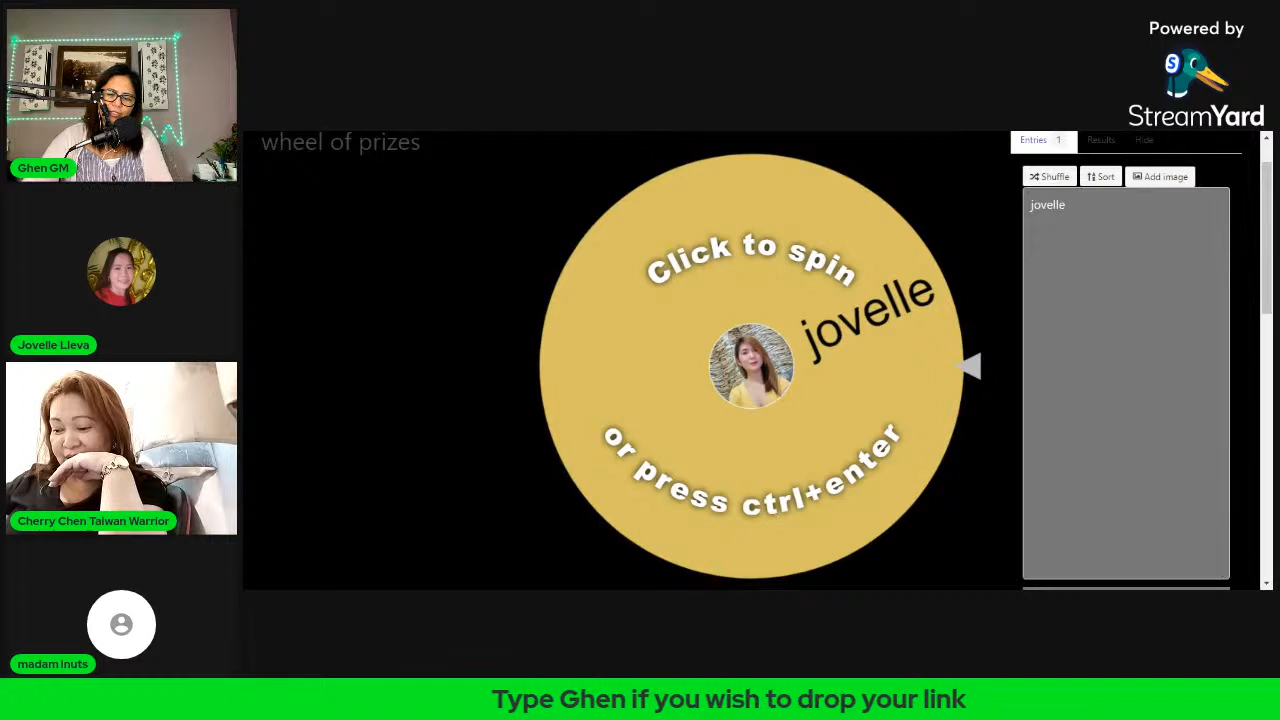 Powered by
StreamYard
Ghen GM
Jovelle Lleva
Cherry Chen Taiwan Warrior
madam Inuts
wheel of prizes
Click to spin
jovelle
or press ctrl+enter
Entries 1 Results Hide
Shuffle Sort Add image
jovelle
Type Ghen if you wish to drop your link